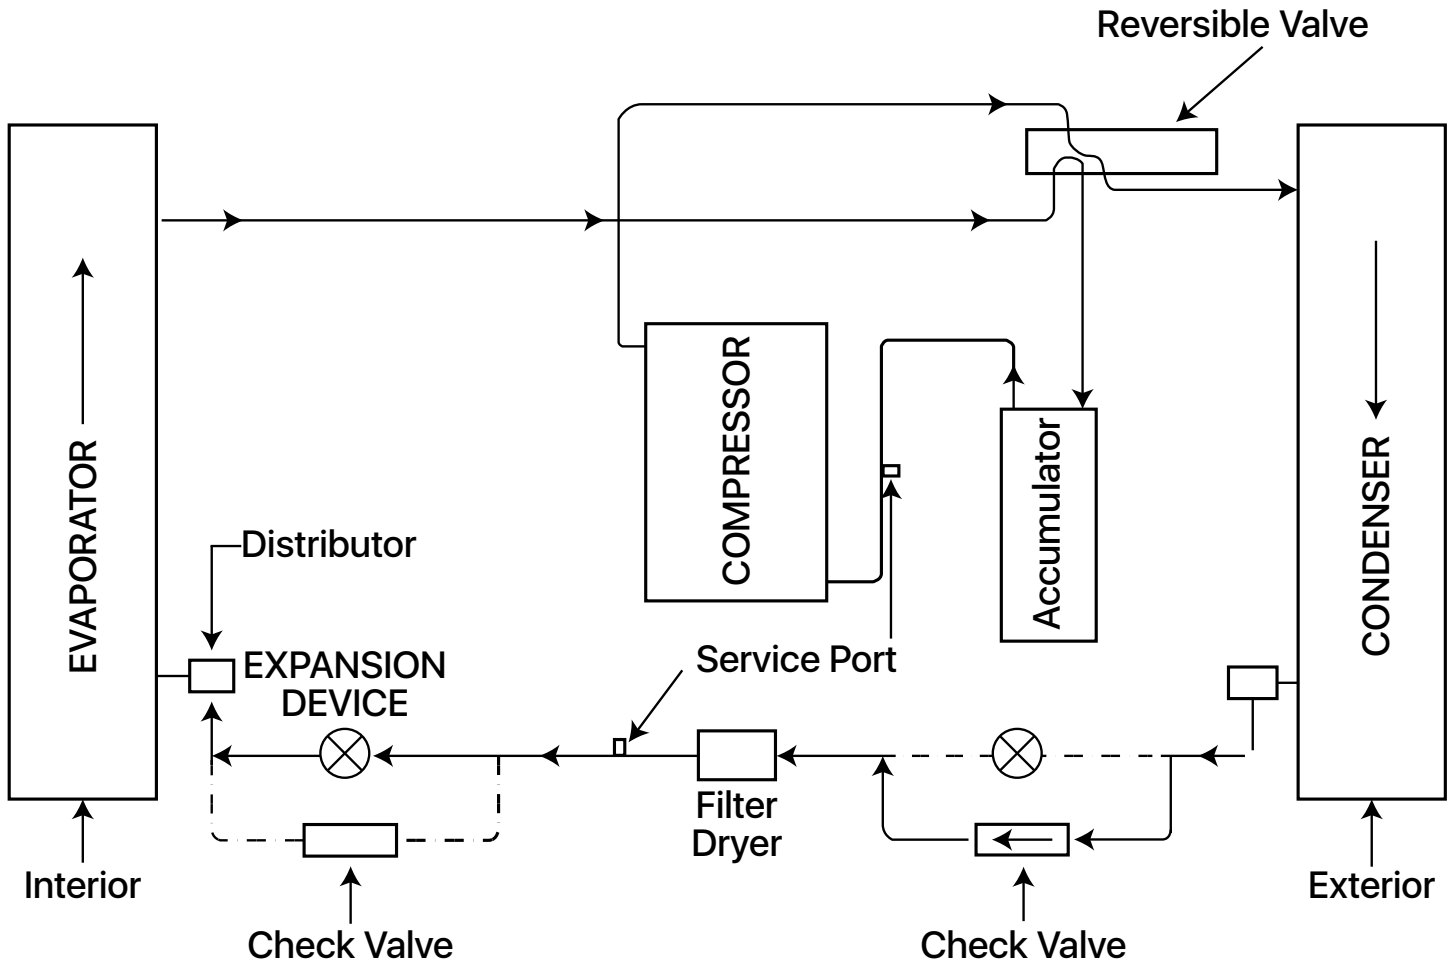 Reversible Valve
EVAPORATOR
COMPRESSOR
Accumulator
CONDENSER
Distributor
EXPANSION
DEVICE
Service Port
Filter
Dryer
Interior
Exterior
Check Valve
Check Valve